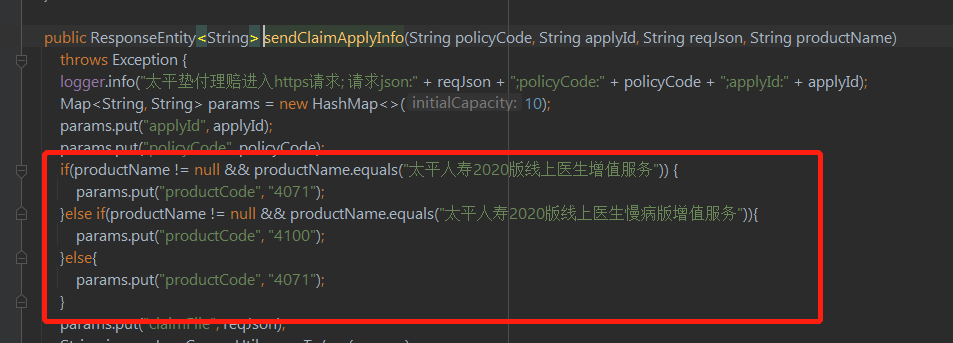 public ResponseEntity<String> sendClaimApplyInfo(String policyCode, String applyId, String reqJson, String productName)
throws Exception {
logger.info("太平垫付理赔进入https请求; 请求json:" + reqJson + ";policyCode:" + policyCode + ";applyId:" + applyId);
Map<String, String> params = new HashMap<>( initialCapacity: 10);
params.put("applyId", applyId);
params.put("policyCode", policyCode);
if(productName != null && productName.equals("太平人寿2020版线上医生增值服务")) {
params.put("productCode", "4071");
}else if(productName != null && productName.equals("太平人寿2020版线上医生慢病版增值服务")){
params.put("productCode", "4100");
}else{
params.put("productCode", "4071");
}
params.put("claimFile", reqJson);